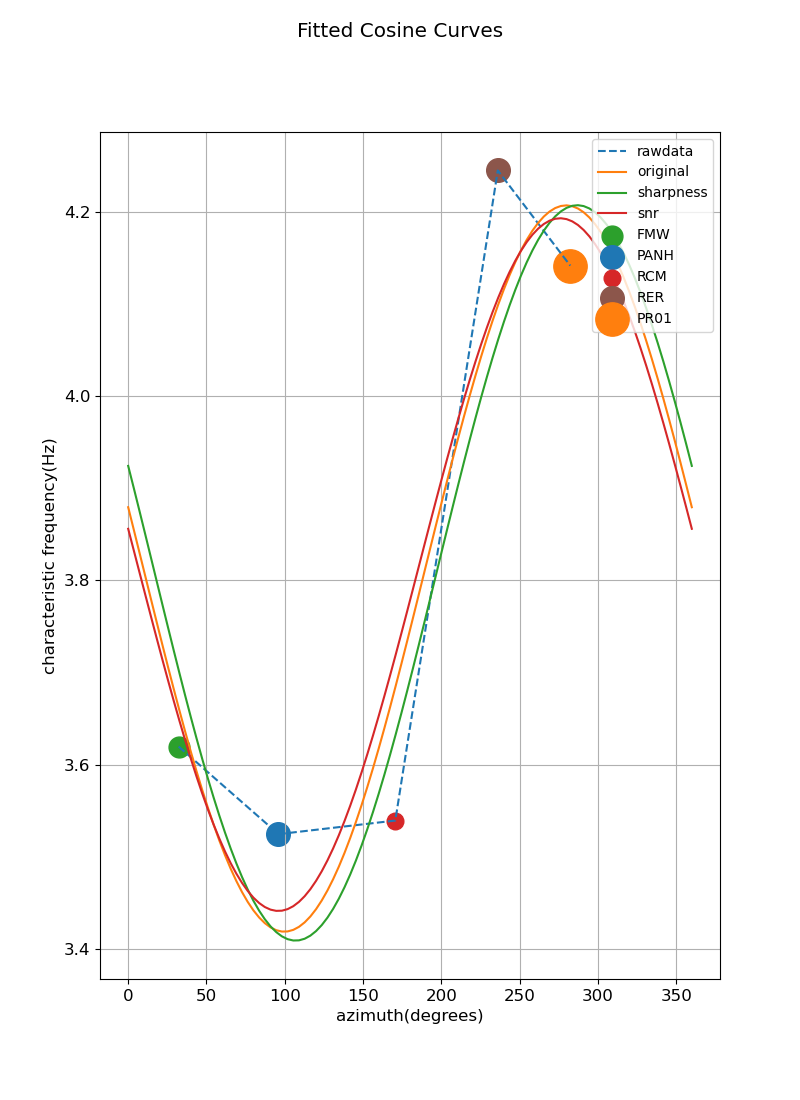 Fitted Cosine Curves
rawdata
original
sharpness
snr
FMW
PANH
RCM
RER
PR01
4.2
4.0
3.8
3.6
3.4
characteristic frequency(Hz)
0 50 100 150 200 250 300 350
azimuth(degrees)